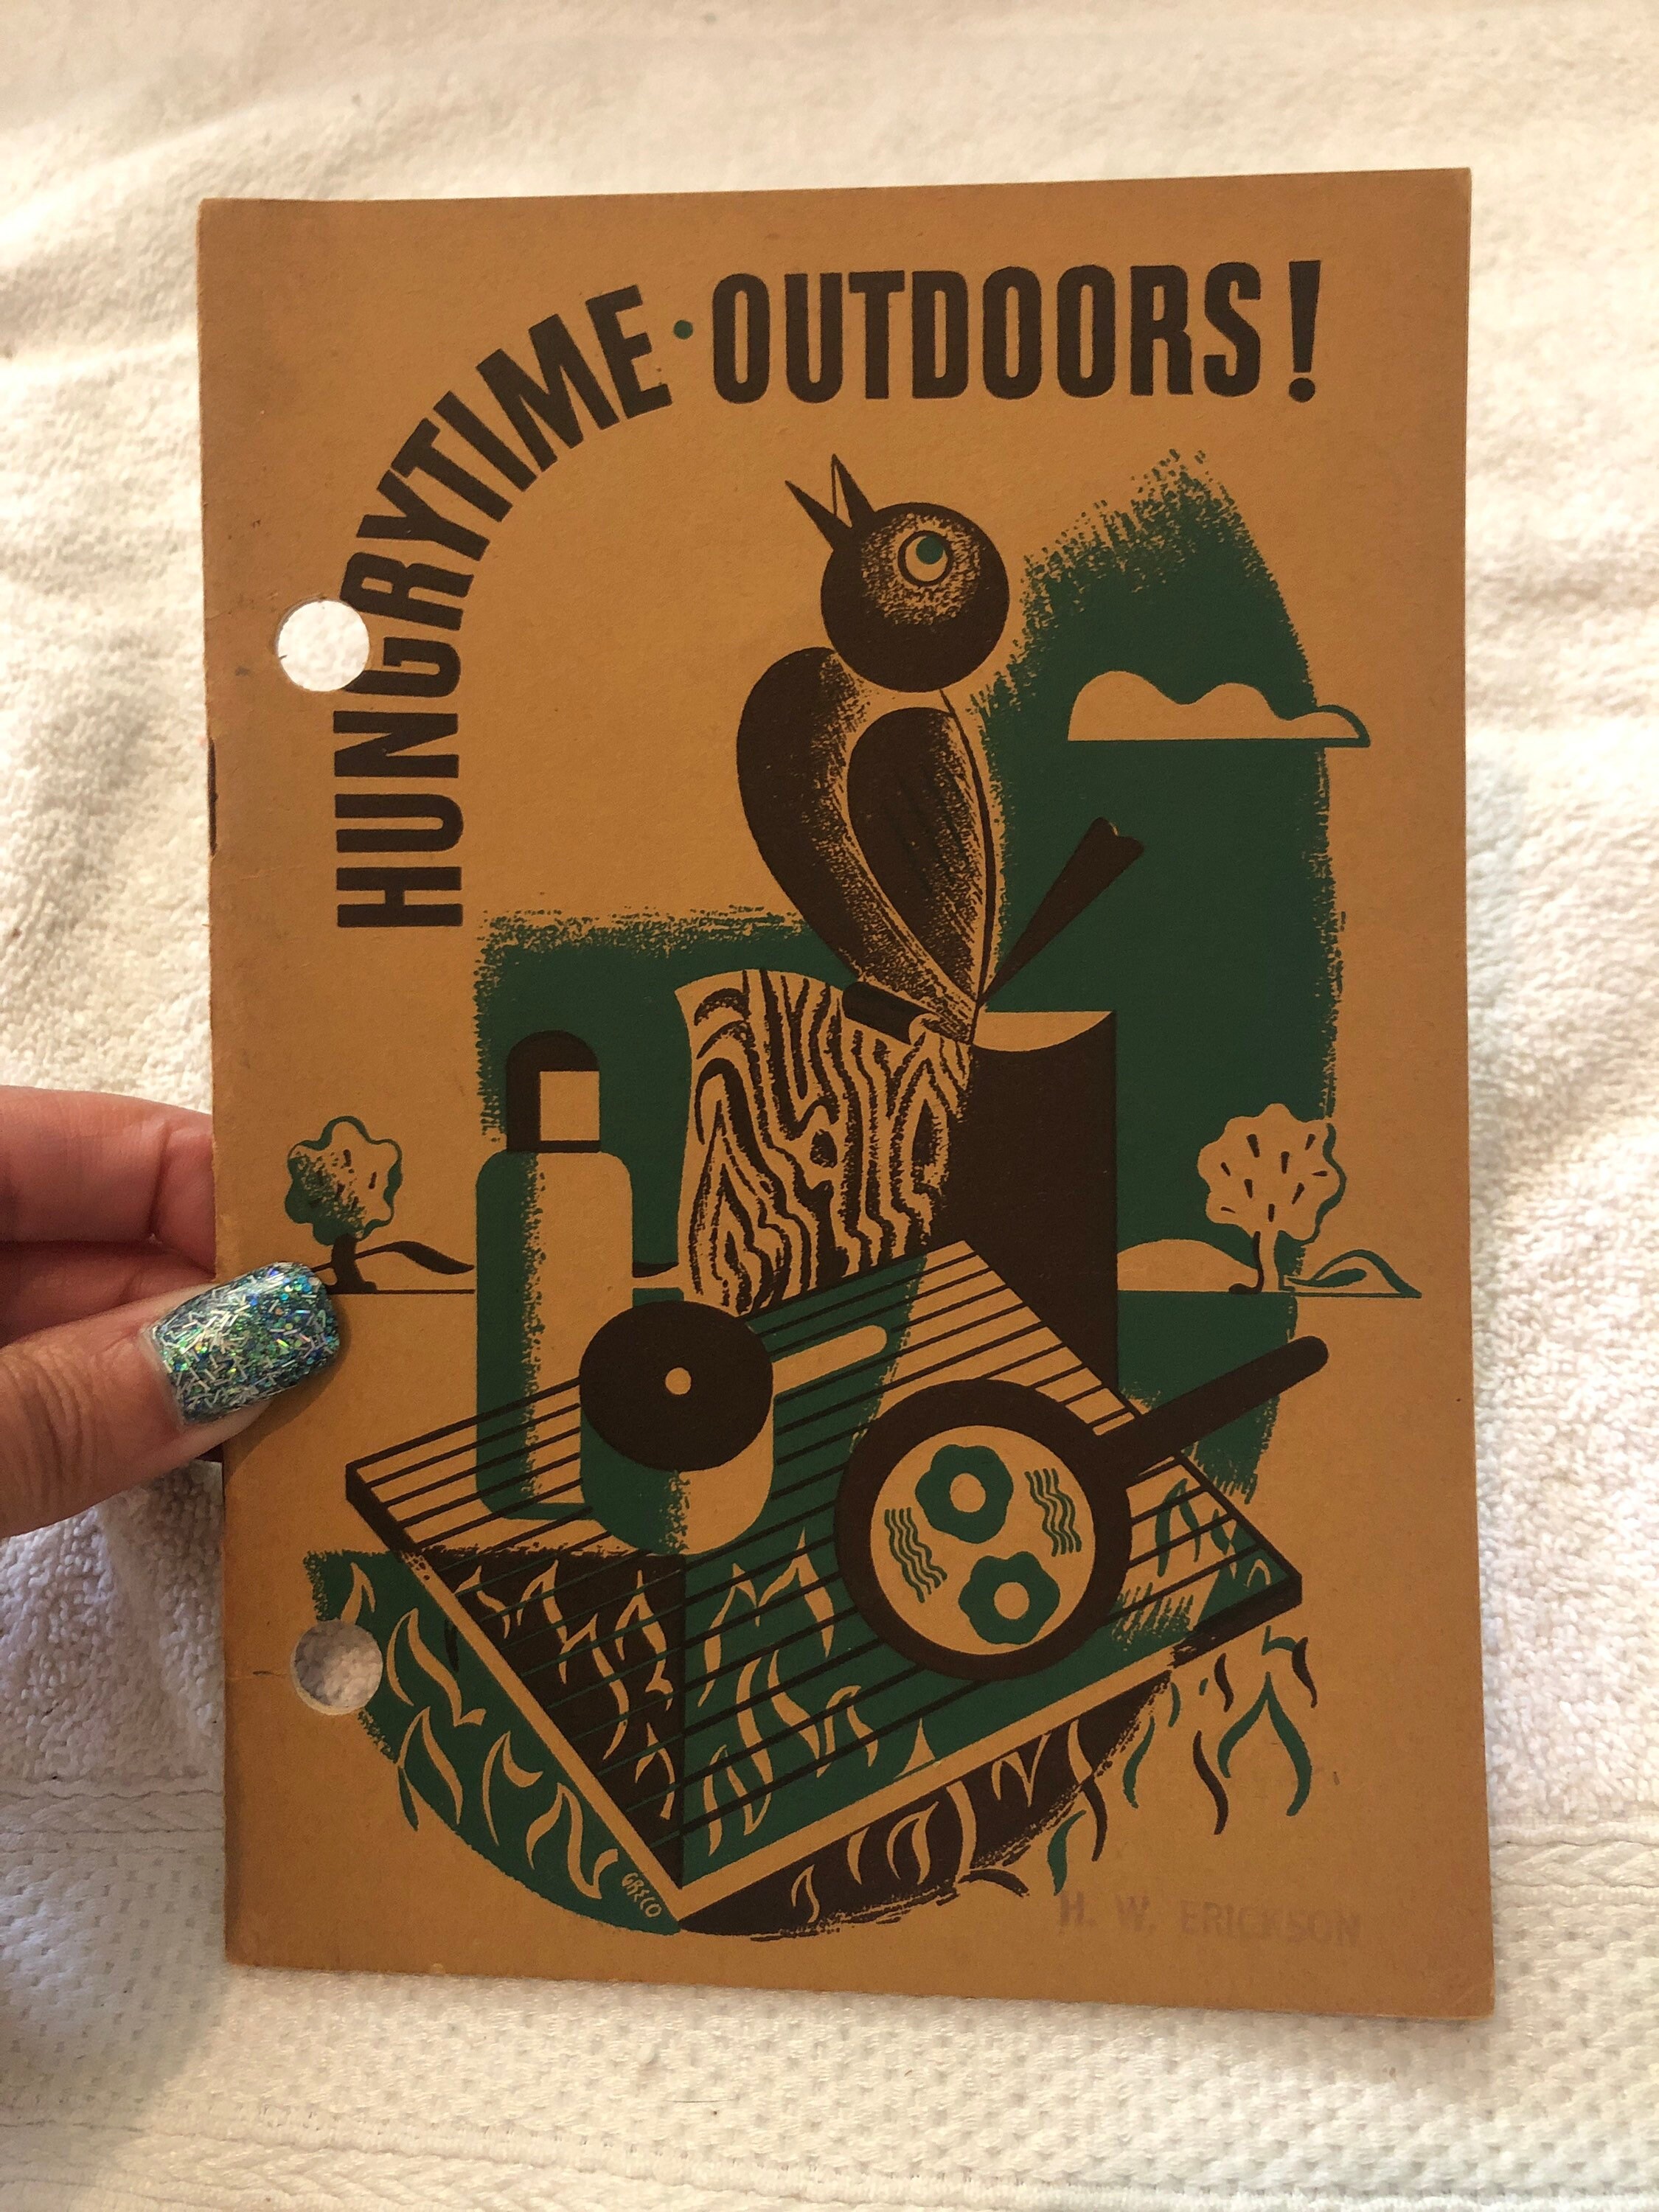 HUNGRYTIME · OUTDOORS!
GRECO
H. W. ERICKSON